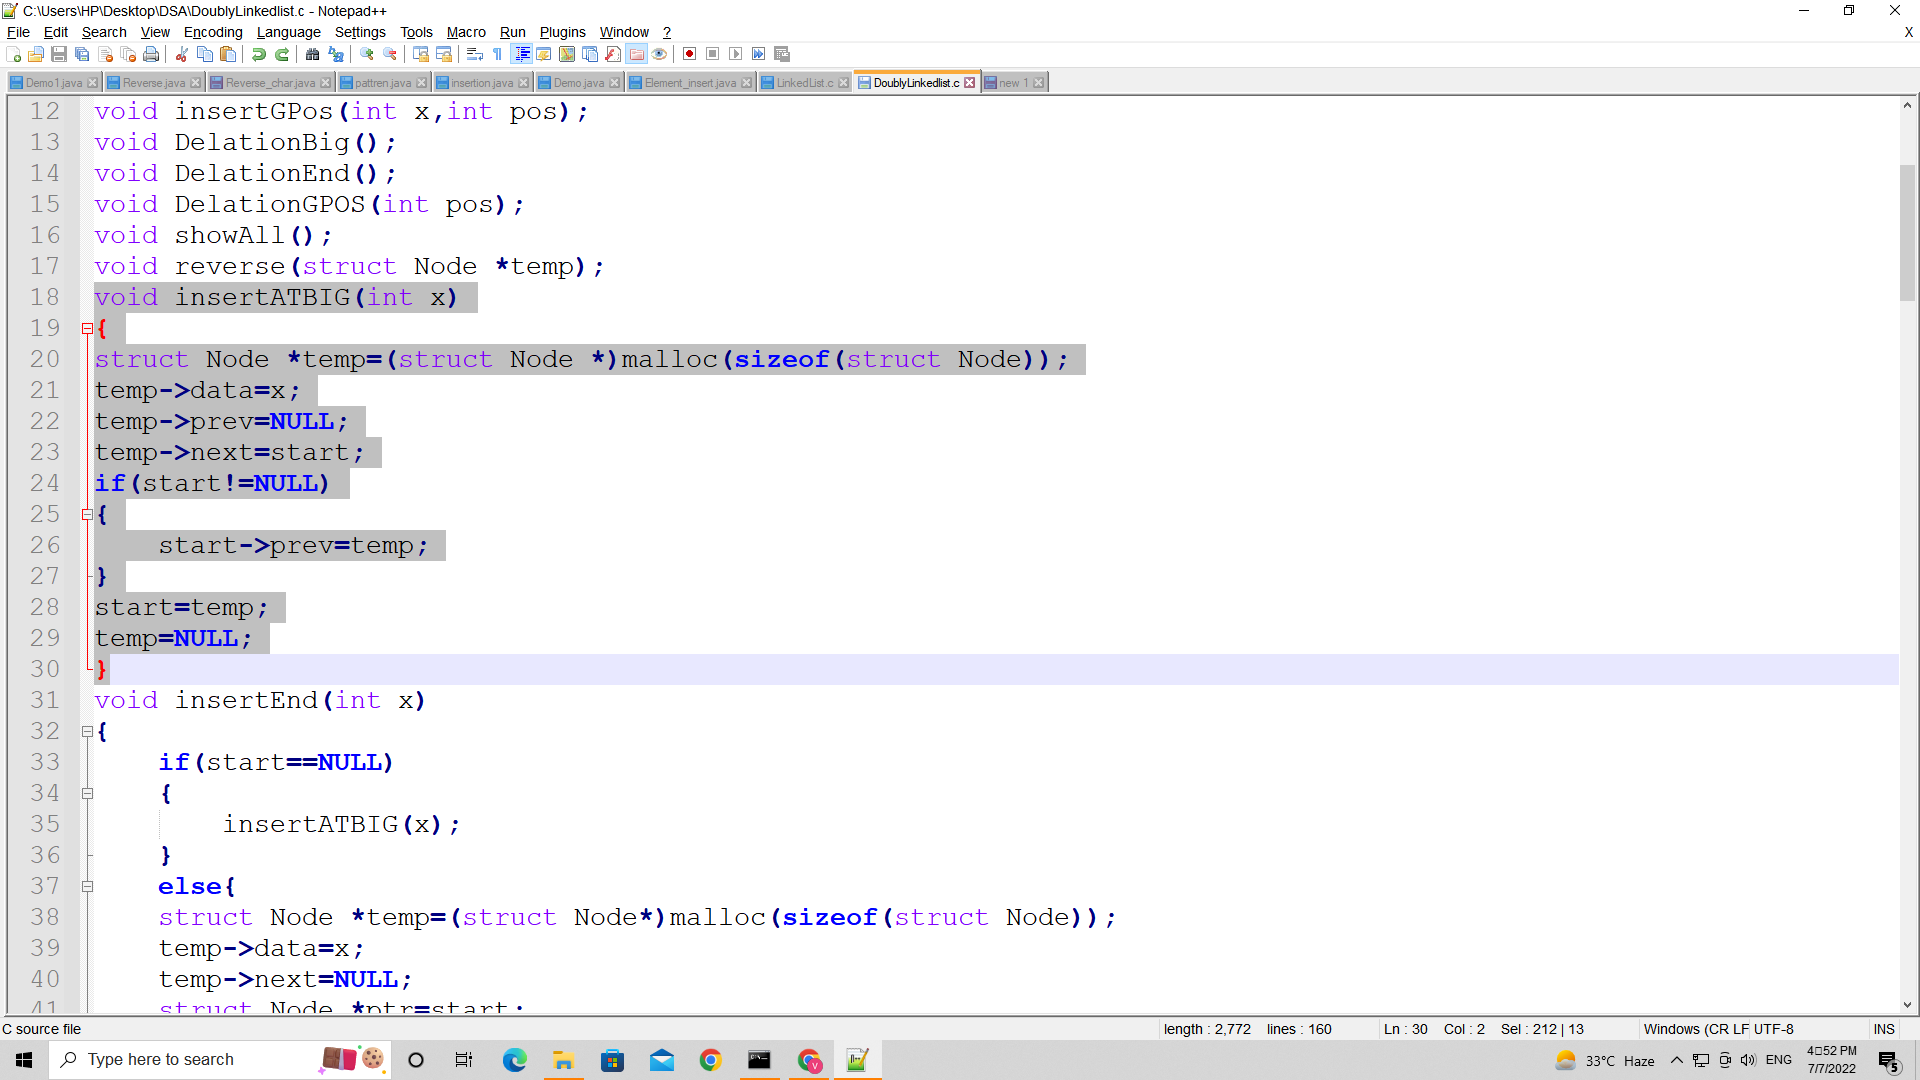 C:\Users\HP\Desktop\DSA\DoublyLinkedlist.c - Notepad++
File Edit Search View Encoding Language Settings Tools Macro Run Plugins Window ? X
Demo1.java Reverse.java Reverse_char.java pattren.java insertion.java Demo.java Element_insert.java LinkedList.c DoublyLinkedlist.c new 1
12 void insertGPos(int x,int pos);
13 void DelationBig();
14 void DelationEnd();
15 void DelationGPOS(int pos);
16 void showAll();
17 void reverse(struct Node *temp);
18 void insertATBIG(int x)
19 {
20 struct Node *temp=(struct Node *)malloc(sizeof(struct Node));
21 temp->data=x;
22 temp->prev=NULL;
23 temp->next=start;
24 if(start!=NULL)
25 {
26 start->prev=temp;
27 }
28 start=temp;
29 temp=NULL;
30 }
31 void insertEnd(int x)
32 {
33 if(start==NULL)
34 {
35 insertATBIG(x);
36 }
37 else{
38 struct Node *temp=(struct Node*)malloc(sizeof(struct Node));
39 temp->data=x;
40 temp->next=NULL;
41 struct Node *ptr=start;
C source file length : 2,772 lines : 160 Ln : 30 Col : 2 Sel : 212 | 13 Windows (CR LF UTF-8 INS
Type here to search 33°C Haze ENG 4:52 PM
7/7/2022 5